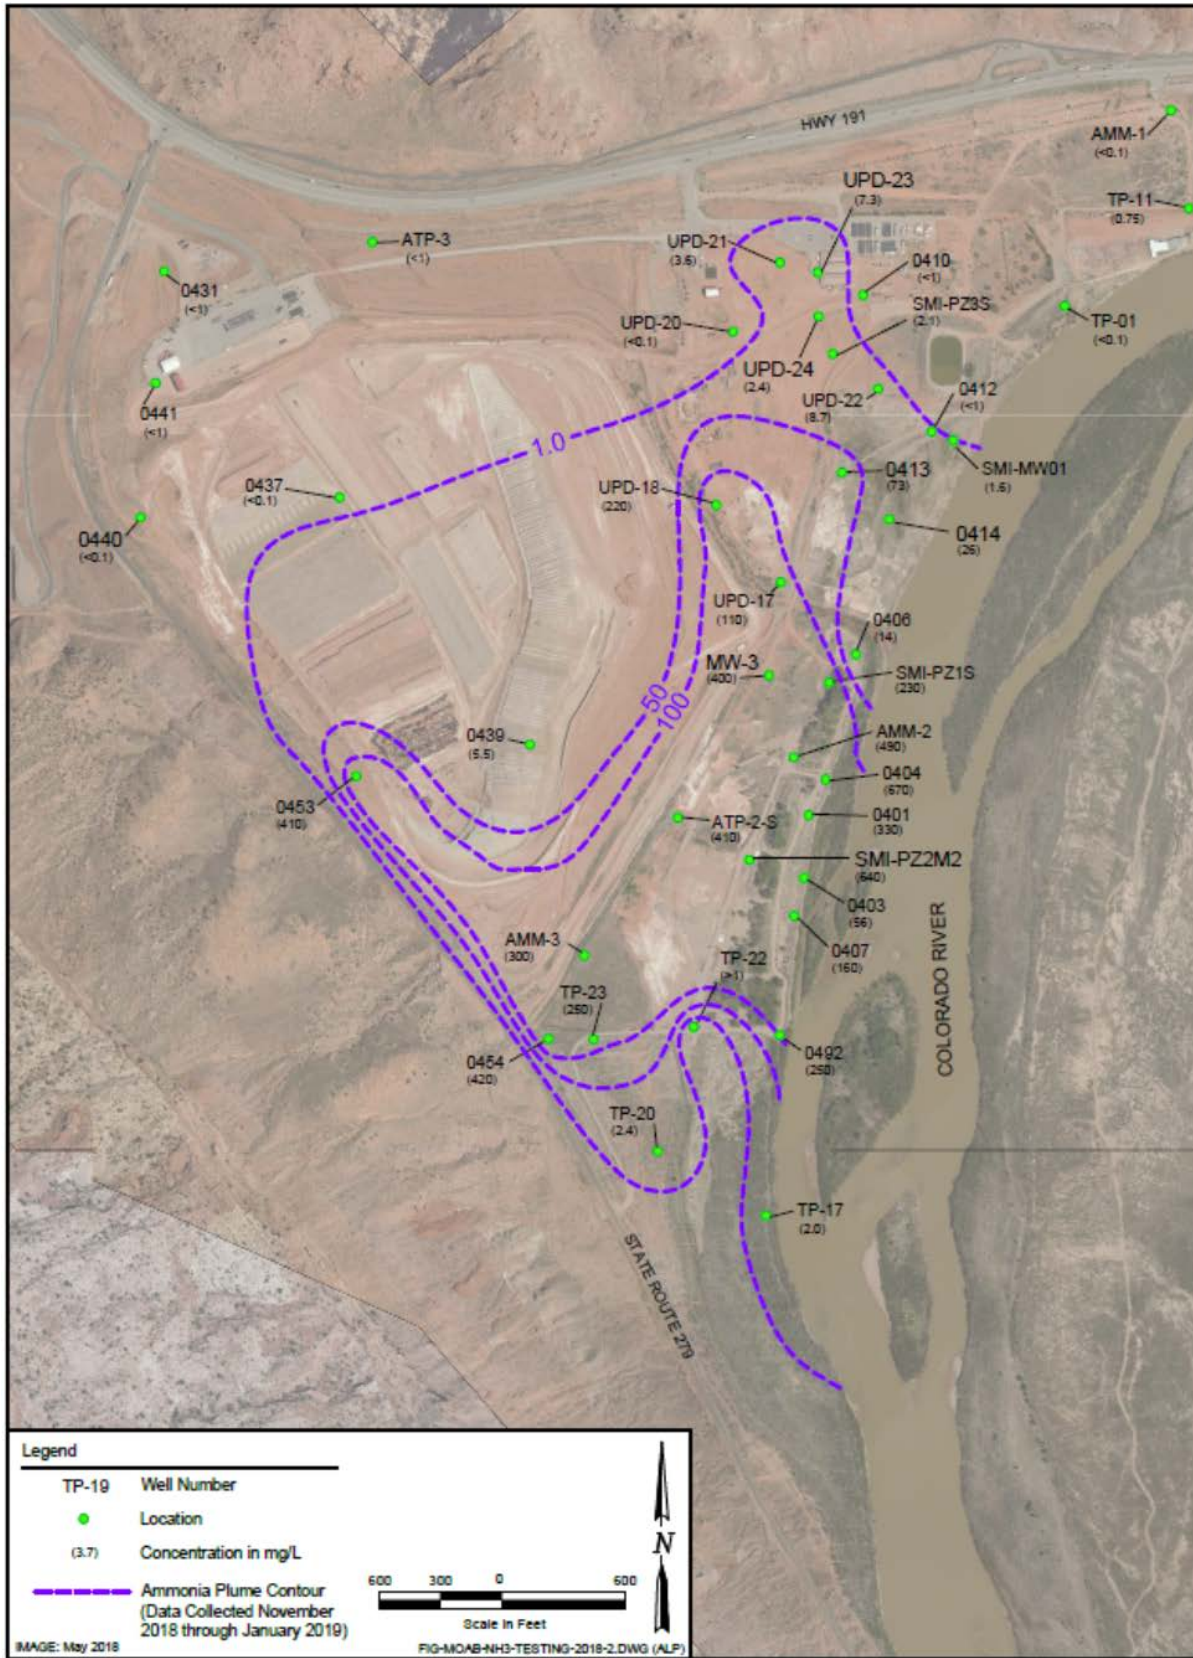 HWY 191
AMM-1
(<0.1)
UPD-23
(7.3)
TP-11
(0.75)
ATP-3
(<1)
UPD-21
(3.6)
0431
(<1)
0410
(<1)
SMI-PZ3S
(2.1)
TP-01
(<0.1)
UPD-20
(<0.1)
UPD-24
(2.4)
0441
(<1)
UPD-22
(8.7)
0412
(<1)
1.0
SMI-MW01
(1.6)
0413
(73)
0437
(<0.1)
UPD-18
(220)
0440
(<0.1)
0414
(26)
UPD-17
(110)
0406
(14)
MW-3
(400)
SMI-PZ1S
(230)
50
100
0439
(5.5)
AMM-2
(490)
0404
(670)
0453
(410)
0401
(330)
ATP-2-S
(410)
SMI-PZ2M2
(640)
0403
(56)
0407
(160)
AMM-3
(300)
TP-22
(>1)
TP-23
(250)
COLORADO RIVER
0454
(420)
0492
(250)
TP-20
(2.4)
TP-17
(2.0)
STATE ROUTE 279
Legend
TP-19 Well Number
Location
(3.7) Concentration in mg/L
Ammonia Plume Contour
(Data Collected November
2018 through January 2019)
600 300 0 600
Scale in Feet
N
IMAGE: May 2018
FIG-MOAB-NH3-TESTING-2018-2.DWG (ALP)